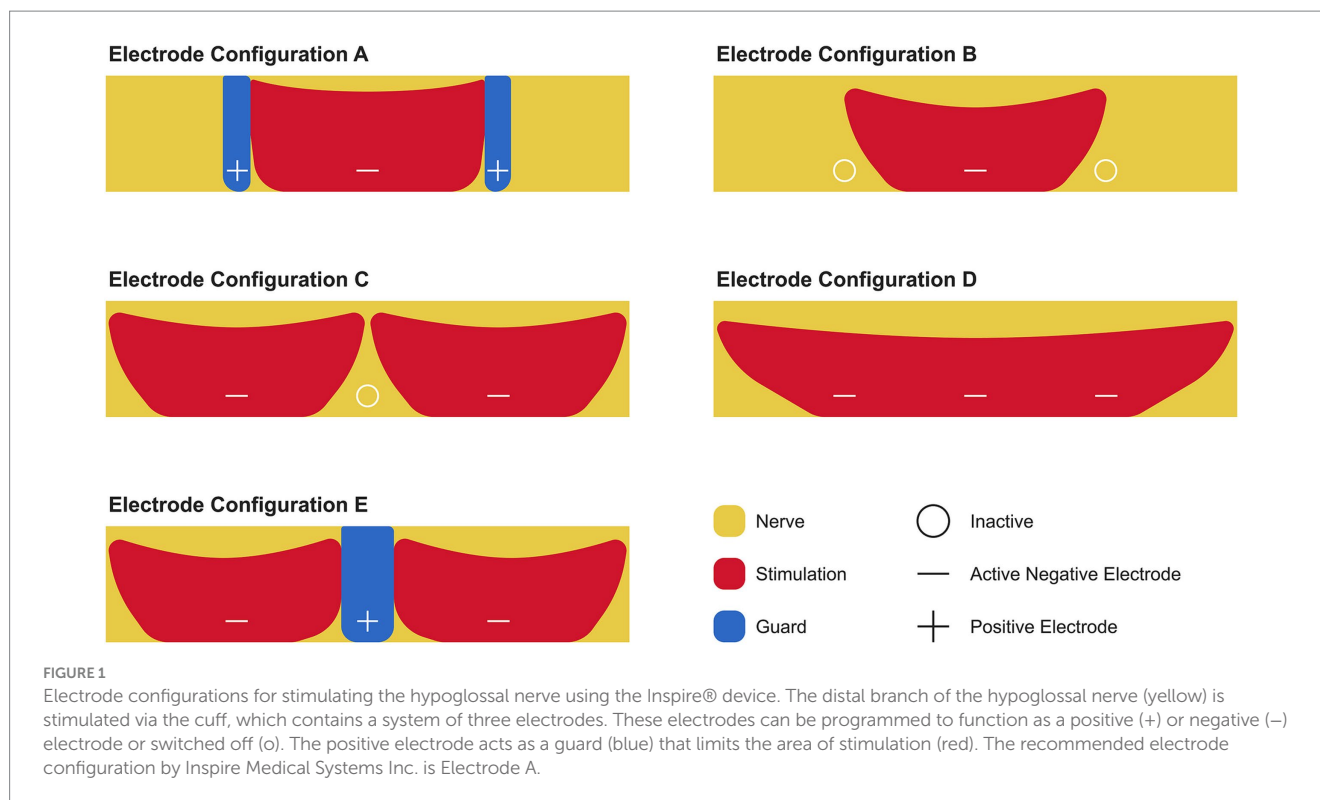 Electrode Configuration A
+ − +
Electrode Configuration B
○ − ○
Electrode Configuration C
− ○ −
Electrode Configuration D
− − −
Electrode Configuration E
− + −
Nerve
Inactive
Stimulation
Active Negative Electrode
Guard
Positive Electrode
FIGURE 1
Electrode configurations for stimulating the hypoglossal nerve using the Inspire® device. The distal branch of the hypoglossal nerve (yellow) is
stimulated via the cuff, which contains a system of three electrodes. These electrodes can be programmed to function as a positive (+) or negative (−)
electrode or switched off (o). The positive electrode acts as a guard (blue) that limits the area of stimulation (red). The recommended electrode
configuration by Inspire Medical Systems Inc. is Electrode A.